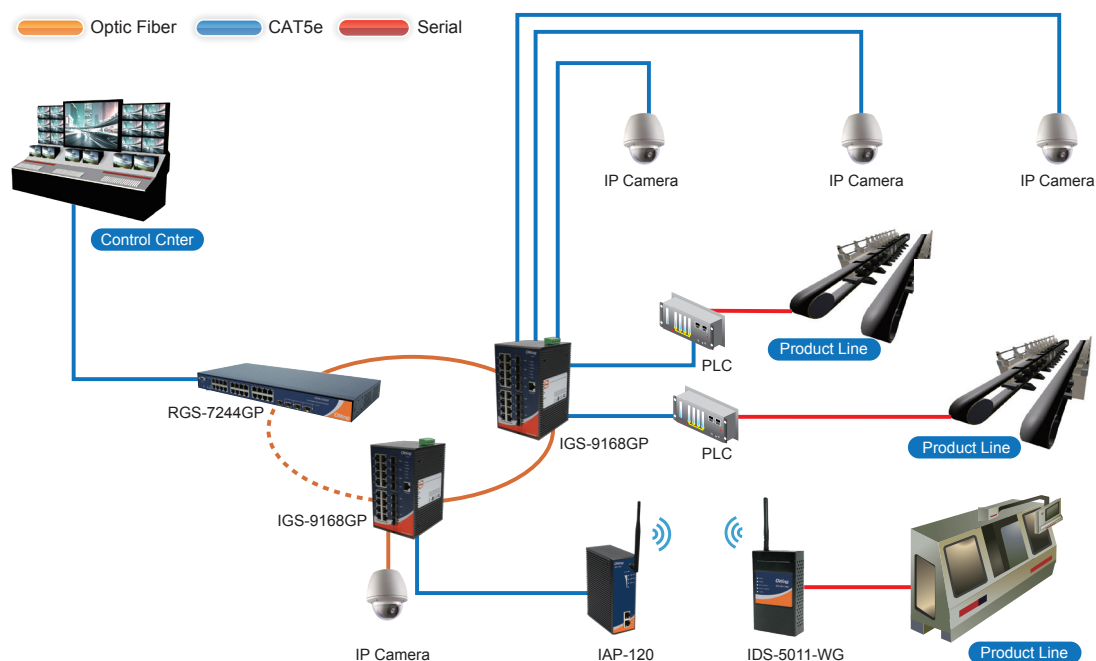 Optic Fiber
CAT5e
Serial
IP Camera
IP Camera
IP Camera
Control Cnter
PLC
Product Line
RGS-7244GP
IGS-9168GP
PLC
Product Line
IGS-9168GP
IP Camera
IAP-120
IDS-5011-WG
Product Line